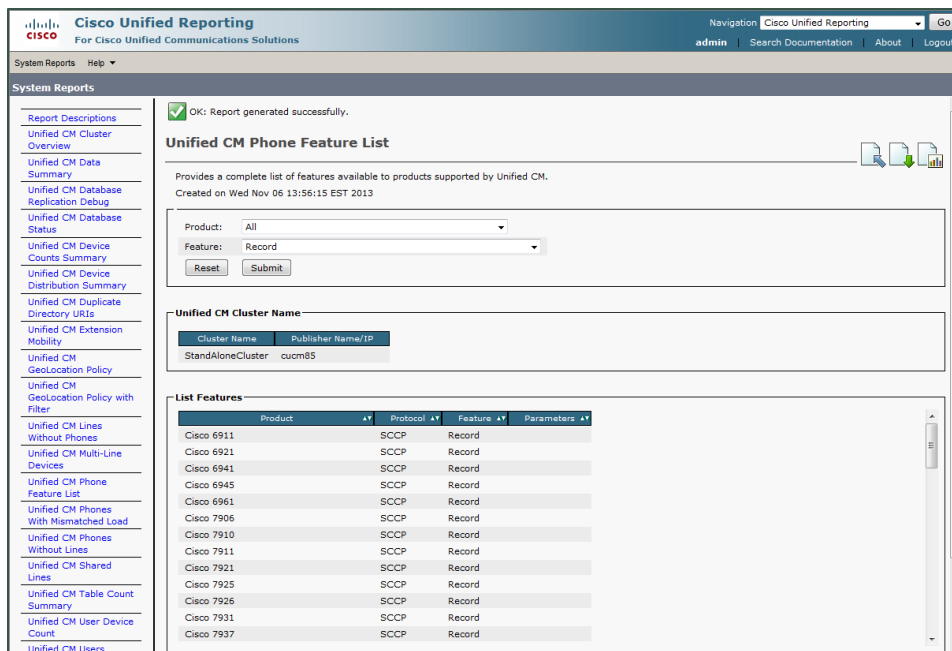 Cisco Unified Reporting
For Cisco Unified Communications Solutions
CISCO
Navigation Cisco Unified Reporting Go
admin | Search Documentation | About | Logout
System Reports Help
System Reports
Report Descriptions
Unified CM Cluster
Overview
Unified CM Data
Summary
Unified CM Database
Replication Debug
Unified CM Database
Status
Unified CM Device
Counts Summary
Unified CM Device
Distribution Summary
Unified CM Duplicate
Directory URIs
Unified CM Extension
Mobility
Unified CM
GeoLocation Policy
Unified CM
GeoLocation Policy with
Filter
Unified CM Lines
Without Phones
Unified CM Multi-Line
Devices
Unified CM Phone
Feature List
Unified CM Phones
With Mismatched Load
Unified CM Phones
Without Lines
Unified CM Shared
Lines
Unified CM Table Count
Summary
Unified CM User Device
Count
Unified CM Users
OK: Report generated successfully.
Unified CM Phone Feature List
Provides a complete list of features available to products supported by Unified CM.
Created on Wed Nov 06 13:56:15 EST 2013
Product: All
Feature: Record
Reset Submit
Unified CM Cluster Name
Cluster Name Publisher Name/IP
StandAloneCluster cucm85
List Features
Product Protocol Feature Parameters
Cisco 6911 SCCP Record
Cisco 6921 SCCP Record
Cisco 6941 SCCP Record
Cisco 6945 SCCP Record
Cisco 6961 SCCP Record
Cisco 7906 SCCP Record
Cisco 7910 SCCP Record
Cisco 7911 SCCP Record
Cisco 7921 SCCP Record
Cisco 7925 SCCP Record
Cisco 7926 SCCP Record
Cisco 7931 SCCP Record
Cisco 7937 SCCP Record